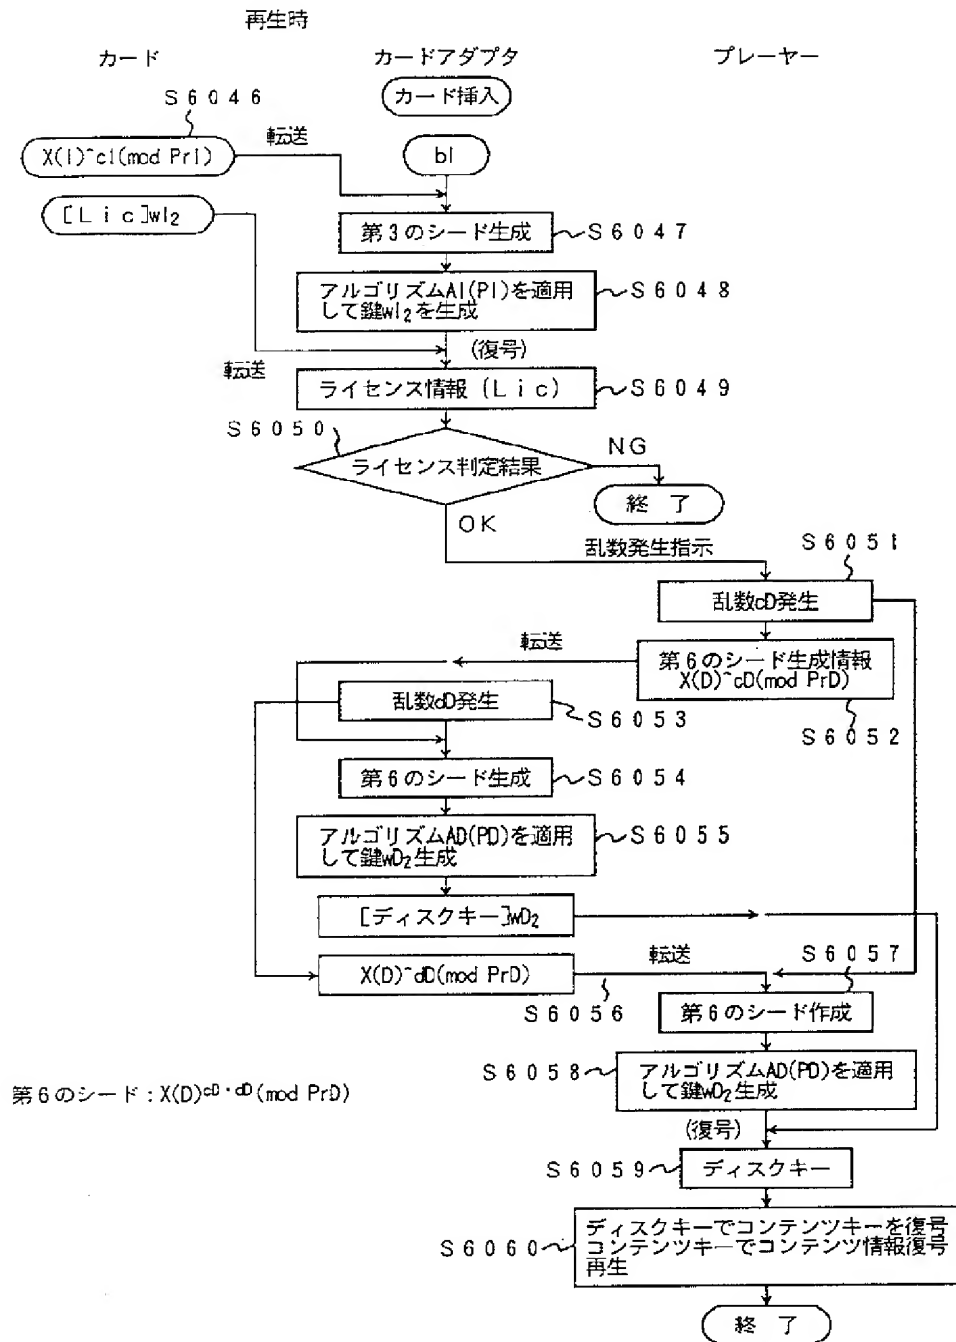 再生時
カード
カードアダプタ
プレーヤー
カード挿入
S6046
転送
X(I)^cI(mod PrI)
bI
[Lic]wI₂
第3のシード生成
S6047
アルゴリズムAI(PI)を適用
して鍵wI₂を生成
S6048
(復号)
転送
ライセンス情報(Lic)
S6049
S6050
ライセンス判定結果
NG
終 了
OK
乱数発生指示
S6051
乱数cD発生
転送
第6のシード生成情報
X(D)^cD(mod PrD)
乱数dD発生
S6053
S6052
第6のシード生成
S6054
アルゴリズムAD(PD)を適用
して鍵wD₂生成
S6055
[ディスクキー]wD₂
転送
S6057
X(D)^dD(mod PrD)
S6056
第6のシード作成
S6058
アルゴリズムAD(PD)を適用
して鍵wD₂生成
第6のシード:X(D)^cD・dD(mod PrD)
(復号)
S6059
ディスクキー
S6060
ディスクキーでコンテンツキーを復号
コンテンツキーでコンテンツ情報復号
再生
終 了